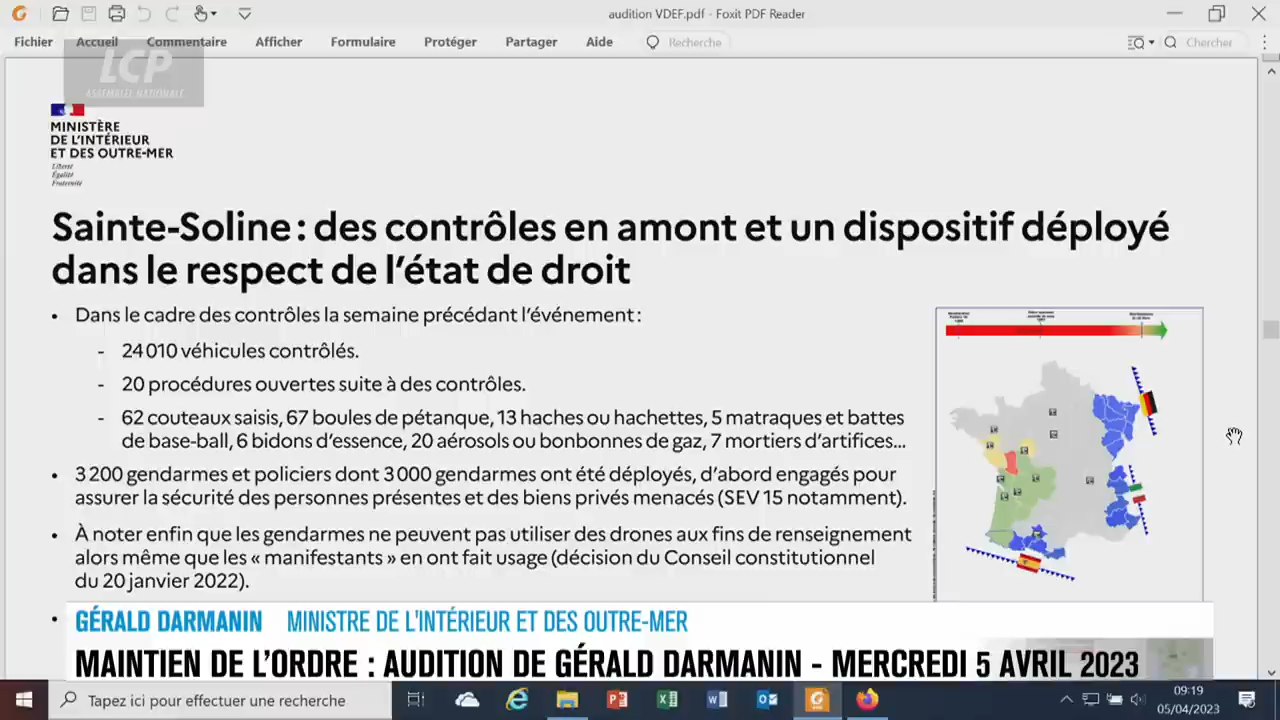 audition VDEF.pdf - Foxit PDF Reader
Fichier Accueil Commentaire Afficher Formulaire Protéger Partager Aide Recherche Chercher
LCP
ASSEMBLÉE NATIONALE
MINISTÈRE
DE L'INTÉRIEUR
ET DES OUTRE-MER
Liberté
Égalité
Fraternité
Sainte-Soline : des contrôles en amont et un dispositif déployé
dans le respect de l'état de droit
• Dans le cadre des contrôles la semaine précédant l'événement :
- 24 010 véhicules contrôlés.
- 20 procédures ouvertes suite à des contrôles.
- 62 couteaux saisis, 67 boules de pétanque, 13 haches ou hachettes, 5 matraques et battes
de base-ball, 6 bidons d'essence, 20 aérosols ou bonbonnes de gaz, 7 mortiers d'artifices...
• 3 200 gendarmes et policiers dont 3 000 gendarmes ont été déployés, d'abord engagés pour
assurer la sécurité des personnes présentes et des biens privés menacés (SEV 15 notamment).
• À noter enfin que les gendarmes ne peuvent pas utiliser des drones aux fins de renseignement
alors même que les « manifestants » en ont fait usage (décision du Conseil constitutionnel
du 20 janvier 2022).
•
GÉRALD DARMANIN MINISTRE DE L'INTÉRIEUR ET DES OUTRE-MER
MAINTIEN DE L'ORDRE : AUDITION DE GÉRALD DARMANIN - MERCREDI 5 AVRIL 2023
Tapez ici pour effectuer une recherche
09:19
05/04/2023